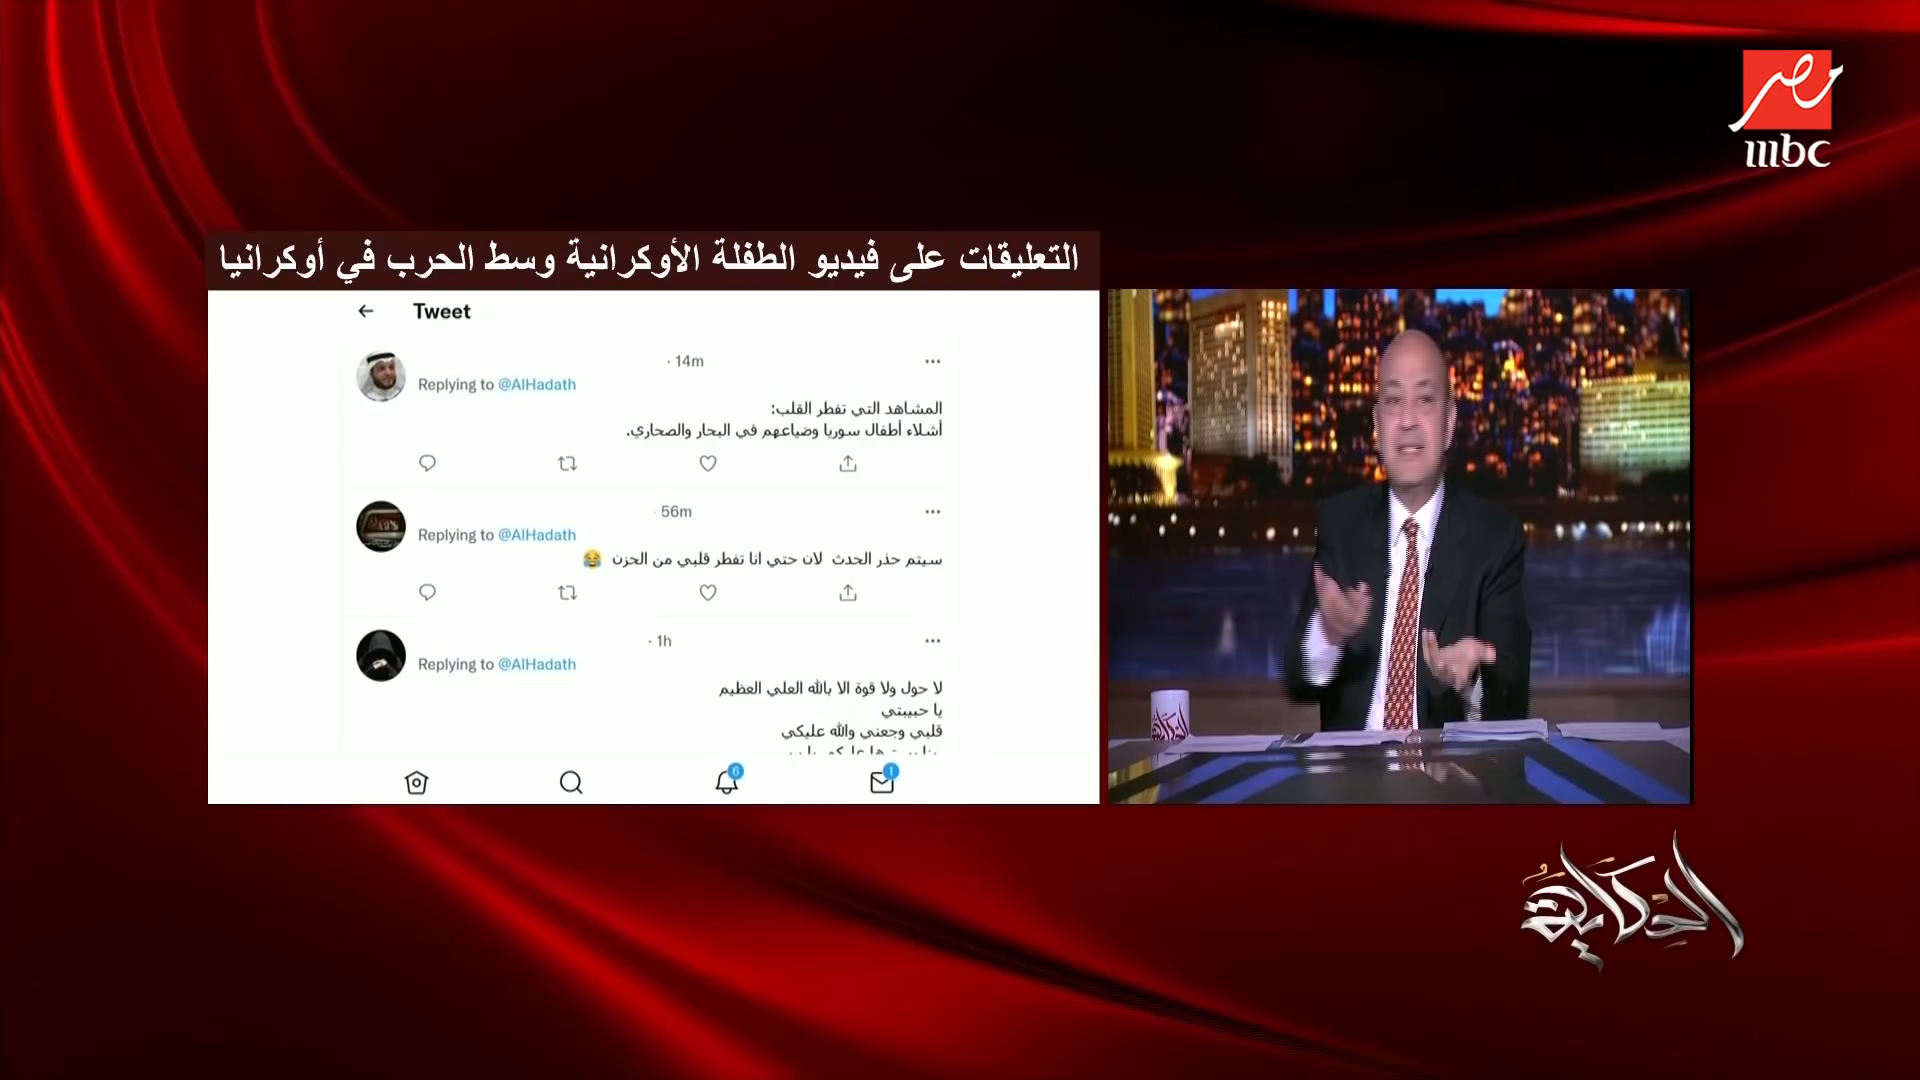 مصر
mbc
التعليقات على فيديو الطفلة الأوكرانية وسط الحرب في أوكرانيا
Tweet
· 14m
Replying to @AlHadath
المشاهد التي تفطر القلب:
أشلاء أطفال سوريا وضياعهم في البحار والصحاري.
56m
Replying to @AlHadath
سيتم حذر الحدث لان حتي انا تفطر قلبي من الحزن 😂
· 1h
Replying to @AlHadath
لا حول ولا قوة الا بالله العلي العظيم
يا حبيبتي
قلبي وجعني والله عليكي
6
1
الحكاية
الحكاية